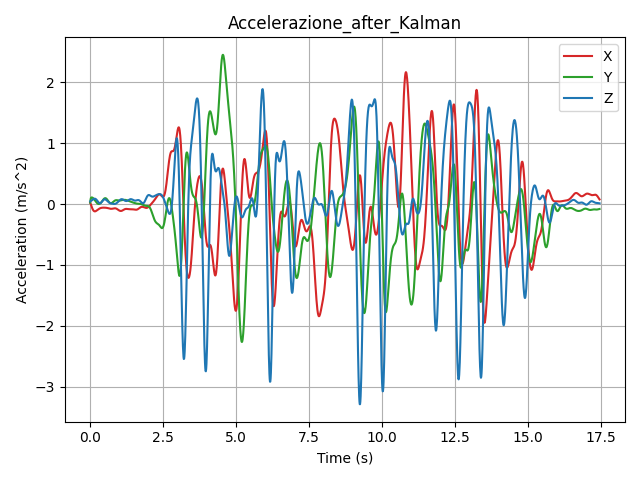 Accelerazione_after_Kalman
X
Y
Z
Acceleration (m/s^2)
2
1
0
−1
−2
−3
0.0
2.5
5.0
7.5
10.0
12.5
15.0
17.5
Time (s)